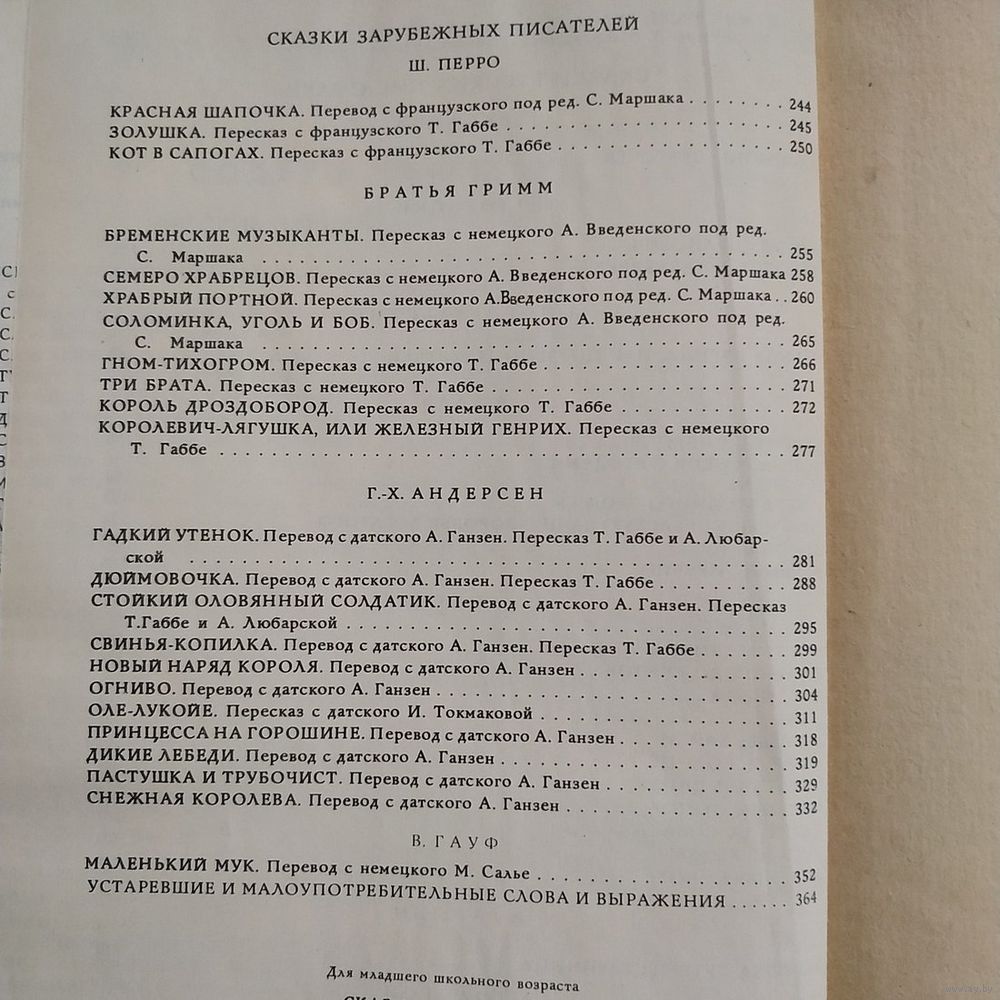 СКАЗКИ ЗАРУБЕЖНЫХ ПИСАТЕЛЕЙ
Ш. ПЕРРО
КРАСНАЯ ШАПОЧКА. Перевод с французского под ред. С. Маршака . . . . . . . . 244
ЗОЛУШКА. Пересказ с французского Т. Габбе . . . . . . . . . . . . . . . . . . 245
КОТ В САПОГАХ. Пересказ с французского Т. Габбе . . . . . . . . . . . . . . . 250
БРАТЬЯ ГРИММ
БРЕМЕНСКИЕ МУЗЫКАНТЫ. Пересказ с немецкого А. Введенского под ред.
С. Маршака . . . . . . . . . . . . . . . . . . . . . . . . . . . . . . . . . . 255
СЕМЕРО ХРАБРЕЦОВ. Пересказ с немецкого А. Введенского под ред. С. Маршака 258
ХРАБРЫЙ ПОРТНОЙ. Пересказ с немецкого А.Введенского под ред. С. Маршака . . 260
СОЛОМИНКА, УГОЛЬ И БОБ. Пересказ с немецкого А. Введенского под ред.
С. Маршака . . . . . . . . . . . . . . . . . . . . . . . . . . . . . . . . . . 265
ГНОМ-ТИХОГРОМ. Пересказ с немецкого Т. Габбе . . . . . . . . . . . . . . . . 266
ТРИ БРАТА. Пересказ с немецкого Т. Габбе . . . . . . . . . . . . . . . . . . . 271
КОРОЛЬ ДРОЗДОБОРОД. Пересказ с немецкого Т. Габбе . . . . . . . . . . . 272
КОРОЛЕВИЧ-ЛЯГУШКА, ИЛИ ЖЕЛЕЗНЫЙ ГЕНРИХ. Пересказ с немецкого
Т. Габбе . . . . . . . . . . . . . . . . . . . . . . . . . . . . . . . . . . . . 277
Г.-Х. АНДЕРСЕН
ГАДКИЙ УТЕНОК. Перевод с датского А. Ганзен. Пересказ Т. Габбе и А. Любар-
ской . . . . . . . . . . . . . . . . . . . . . . . . . . . . . . . . . . . . . . 281
ДЮЙМОВОЧКА. Перевод с датского А. Ганзен. Пересказ Т. Габбе . . . . . . . . . . 288
СТОЙКИЙ ОЛОВЯННЫЙ СОЛДАТИК. Перевод с датского А. Ганзен. Пересказ
Т.Габбе и А. Любарской . . . . . . . . . . . . . . . . . . . . . . . . . . . . 295
СВИНЬЯ-КОПИЛКА. Перевод с датского А. Ганзен. Пересказ Т. Габбе . . . . . . . 299
НОВЫЙ НАРЯД КОРОЛЯ. Перевод с датского А. Ганзен . . . . . . . . . . . . . 301
ОГНИВО. Перевод с датского А. Ганзен . . . . . . . . . . . . . . . . . . . . . . 304
ОЛЕ-ЛУКОЙЕ. Пересказ с датского И. Токмаковой . . . . . . . . . . . . . . . . 311
ПРИНЦЕССА НА ГОРОШИНЕ. Перевод с датского А. Ганзен . . . . . . . . . . . 318
ДИКИЕ ЛЕБЕДИ. Перевод с датского А. Ганзен . . . . . . . . . . . . . . . . . . 319
ПАСТУШКА И ТРУБОЧИСТ. Перевод с датского А. Ганзен . . . . . . . . . . . . 329
СНЕЖНАЯ КОРОЛЕВА. Перевод с датского А. Ганзен . . . . . . . . . . . . . . 332
В. ГАУФ
МАЛЕНЬКИЙ МУК. Перевод с немецкого М. Салье . . . . . . . . . . . . . . . . 352
УСТАРЕВШИЕ И МАЛОУПОТРЕБИТЕЛЬНЫЕ СЛОВА И ВЫРАЖЕНИЯ . . . . . . 364
Для младшего школьного возраста
www.ay.by